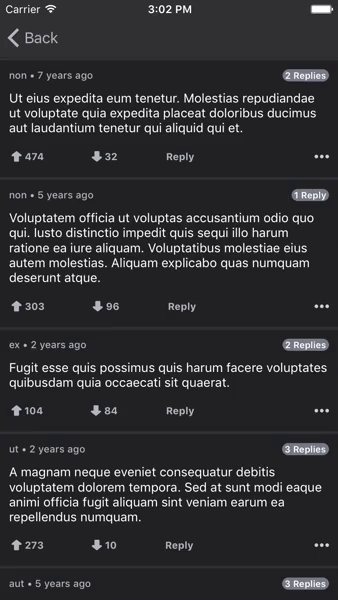 Carrier 3:02 PM
Back
non • 7 years ago 2 Replies
Ut eius expedita eum tenetur. Molestias repudiandae
ut voluptate quia expedita placeat doloribus ducimus
aut laudantium tenetur qui aliquid qui et.
474 32 Reply
non • 5 years ago 1 Reply
Voluptatem officia ut voluptas accusantium odio quo
qui. Iusto distinctio impedit quis sequi illo harum
ratione ea iure aliquam. Voluptatibus molestiae eius
autem molestias. Aliquam explicabo quas numquam
deserunt atque.
303 96 Reply
ex • 2 years ago 2 Replies
Fugit esse quis possimus quis harum facere voluptates
quibusdam quia occaecati sit quaerat.
104 84 Reply
ut • 2 years ago 3 Replies
A magnam neque eveniet consequatur debitis
voluptatem dolorem tempora. Sed at sunt modi eaque
animi officia fugit aliquam sint veniam earum ea
repellendus numquam.
273 10 Reply
aut • 5 years ago 3 Replies